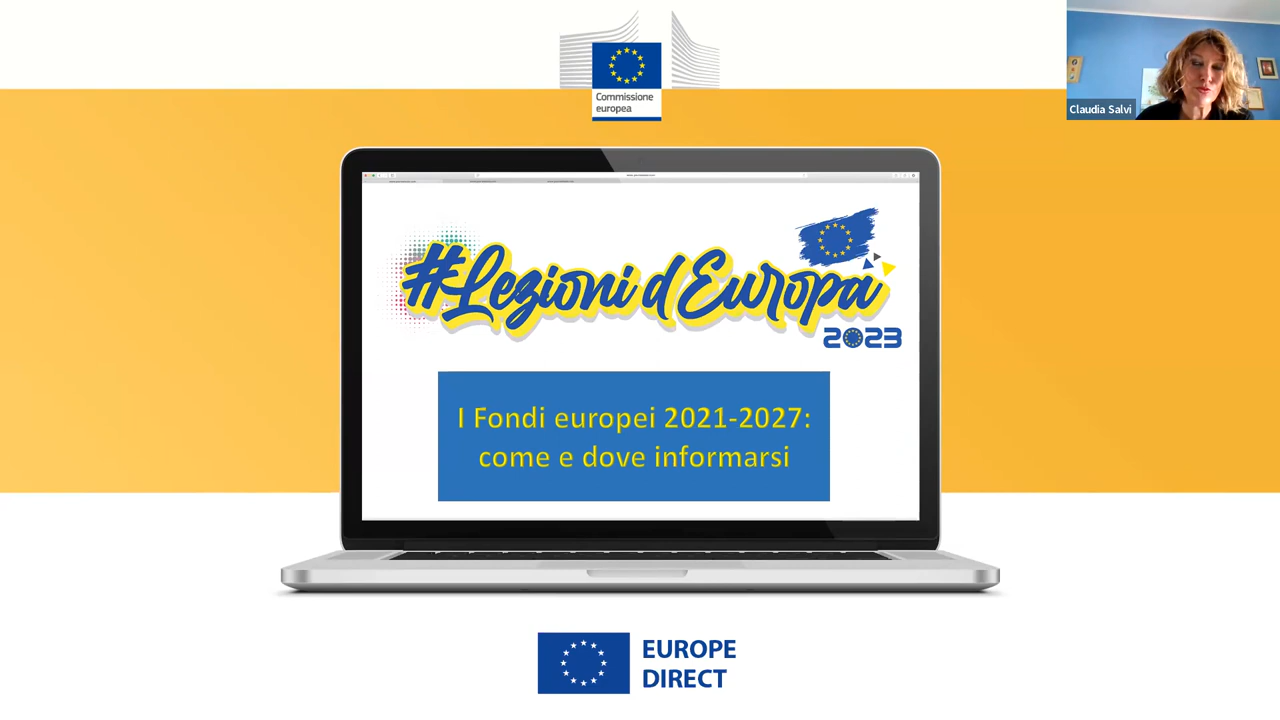 Commissione
europea
Claudia Salvi
#Lezioni d'Europa
2023
I Fondi europei 2021-2027:
come e dove informarsi
EUROPE
DIRECT